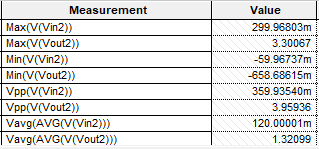 Measurement Value
Max(V(Vin2)) 299.96803m
Max(V(Vout2)) 3.30067
Min(V(Vin2)) -59.96737m
Min(V(Vout2)) -658.68615m
Vpp(V(Vin2)) 359.93540m
Vpp(V(Vout2)) 3.95936
Vavg(AVG(V(Vin2))) 120.00001m
Vavg(AVG(V(Vout2))) 1.32099